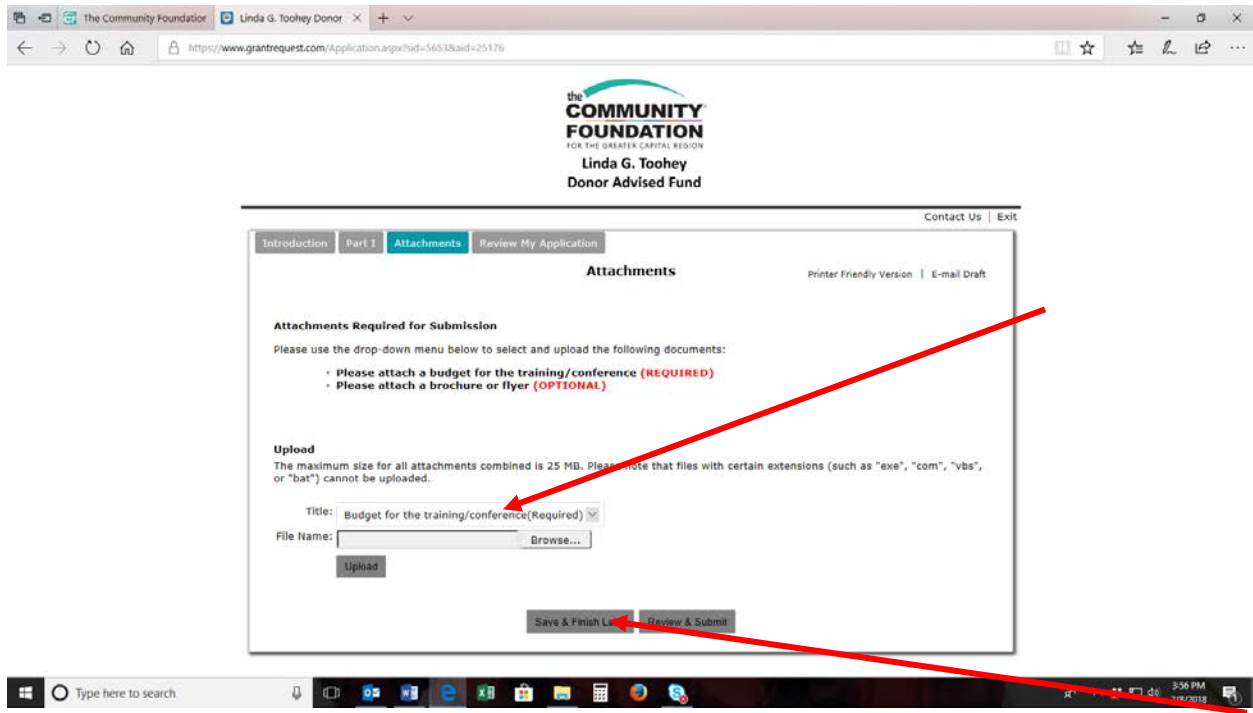 The Community Foundation
Linda G. Toohey Donor
https://www.grantrequest.com/Application.aspx?sid=5653&aid=25176
the
COMMUNITY
FOUNDATION
FOR THE GREATER CAPITAL REGION
Linda G. Toohey
Donor Advised Fund
Contact Us | Exit
Introduction Part I Attachments Review My Application
Attachments
Printer Friendly Version | E-mail Draft
Attachments Required for Submission
Please use the drop-down menu below to select and upload the following documents:
• Please attach a budget for the training/conference (REQUIRED)
• Please attach a brochure or flyer (OPTIONAL)
Upload
The maximum size for all attachments combined is 25 MB. Please note that files with certain extensions (such as "exe", "com", "vbs",
or "bat") cannot be uploaded.
Title: Budget for the training/conference(Required)
File Name: Browse...
Upload
Save & Finish Review & Submit
Type here to search
3:56 PM